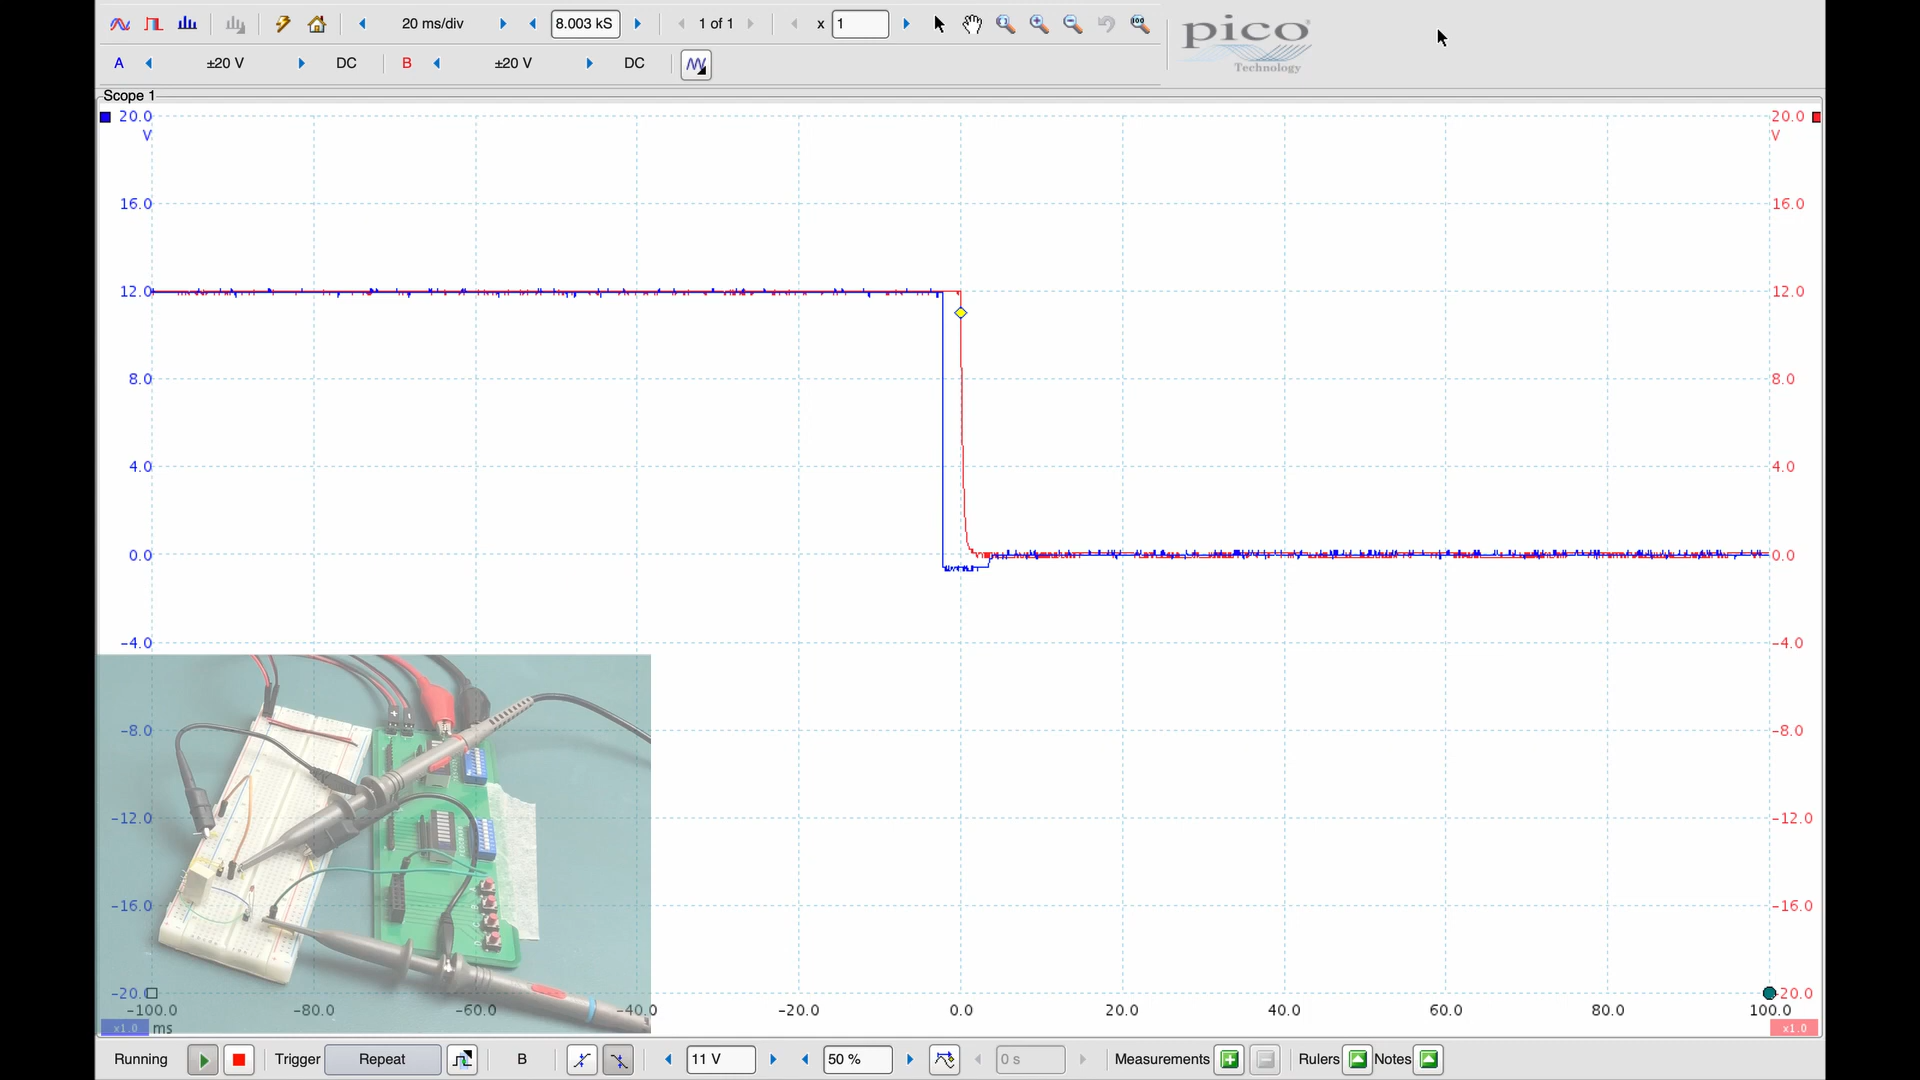 20 ms/div 8.003 kS 1 of 1 x 1
pico
Technology
A ±20 V DC B ±20 V DC
Scope 1
20.0 20.0
V V
16.0 16.0
12.0 12.0
8.0 8.0
4.0 4.0
0.0 0.0
−4.0 −4.0
−8.0 −8.0
−12.0 −12.0
−16.0 −16.0
−20.0 −20.0
−100.0 −80.0 −60.0 −40.0 −20.0 0.0 20.0 40.0 60.0 80.0 100.0
x1.0 ms x1.0
Running Trigger Repeat B 11 V 50 % 0 s Measurements Rulers Notes